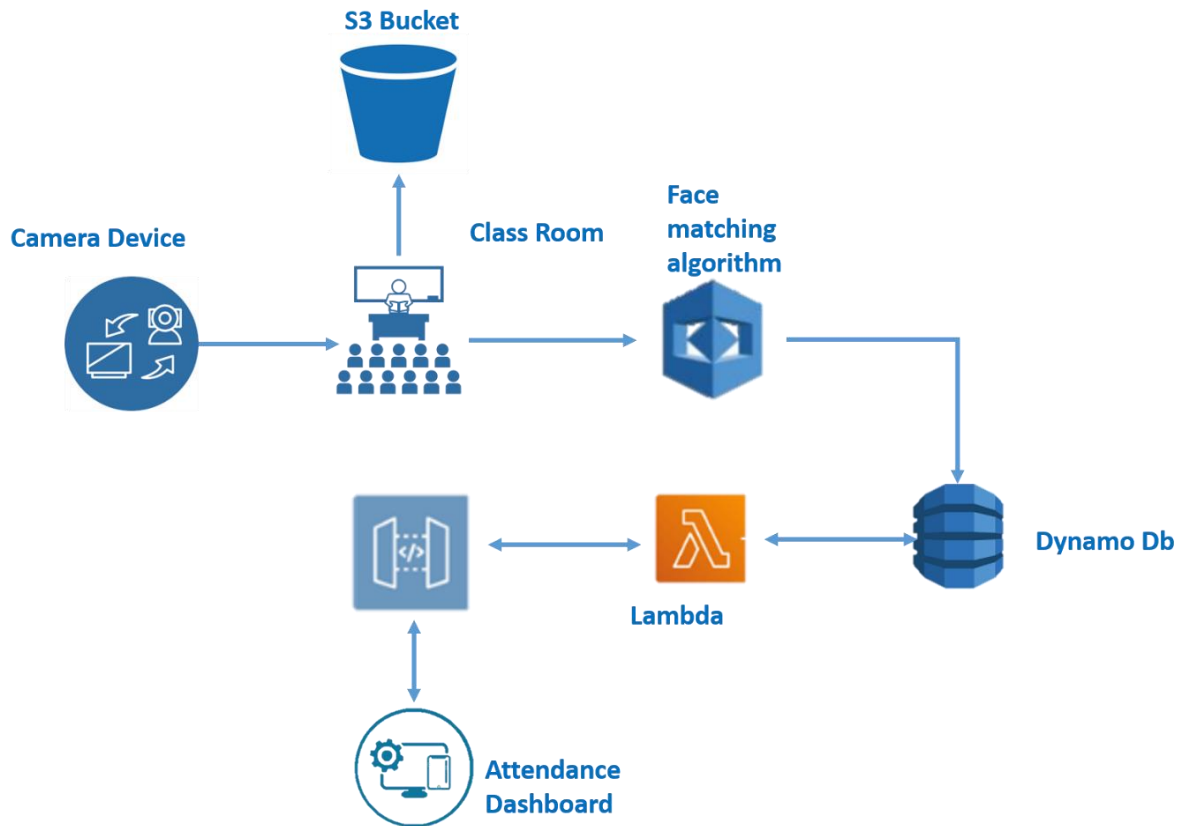 S3 Bucket
Camera Device
Class Room
Face
matching
algorithm
</>
Dynamo Db
Lambda
Attendance
Dashboard